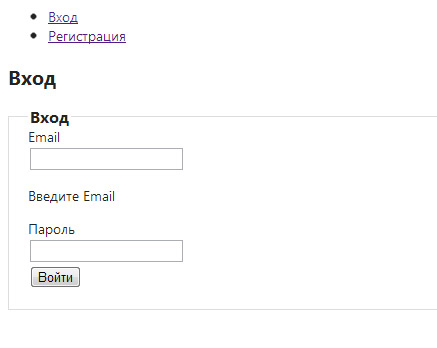 Вход
Регистрация
Вход
Вход
Email
Введите Email
Пароль
Войти